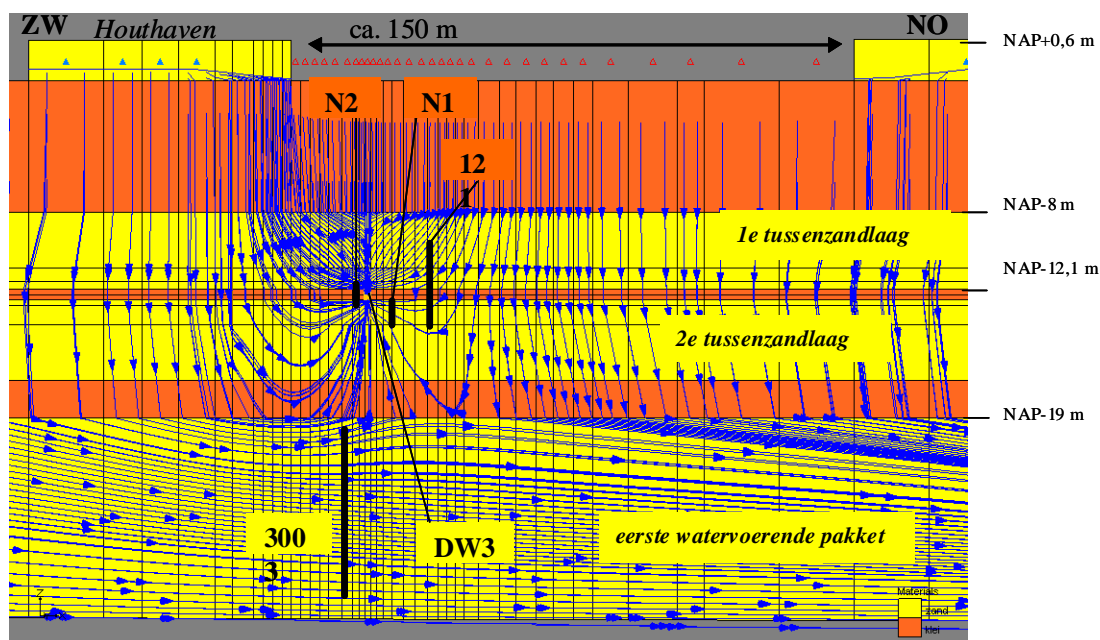 ZW
Houthaven
ca. 150 m
NO
NAP+0,6 m
N2
N1
12
1
NAP-8 m
1e tussenzandlaag
NAP-12,1 m
2e tussenzandlaag
NAP-19 m
300
3
DW3
eerste watervoerende pakket
Z
Materials
zand
klei